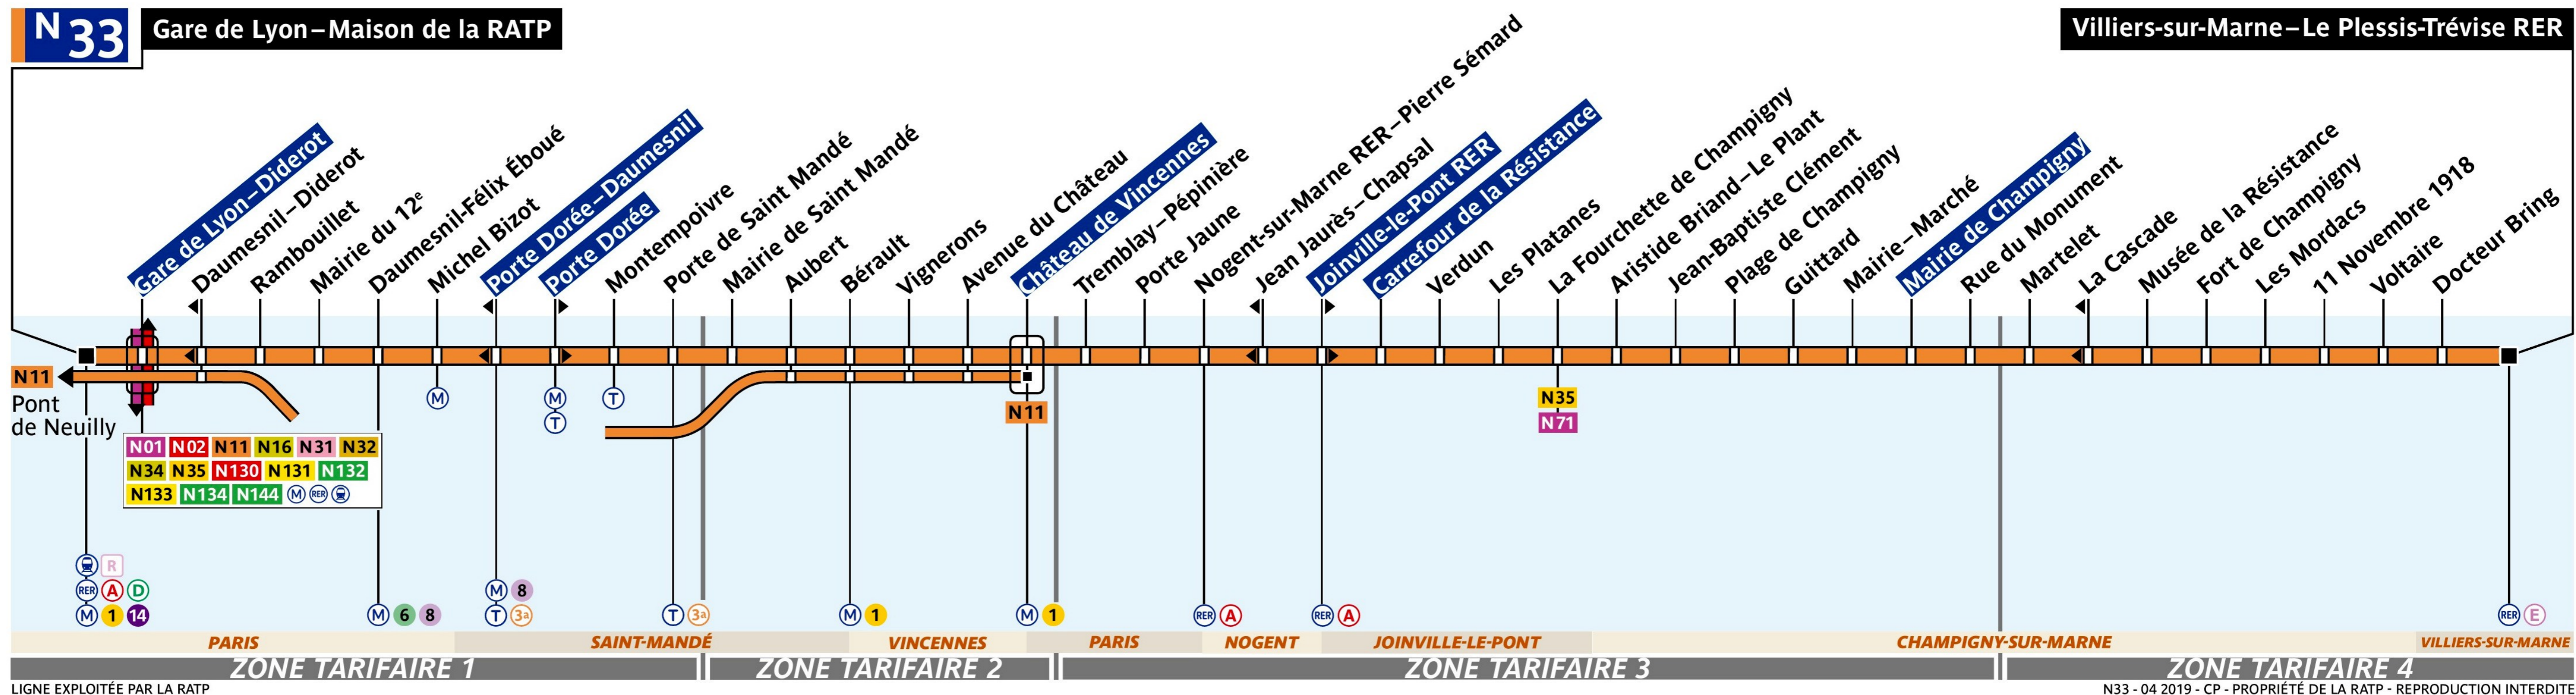 N 33
Gare de Lyon – Maison de la RATP
Villiers-sur-Marne – Le Plessis-Trévise RER
Gare de Lyon – Diderot
Daumesnil – Diderot
Rambouillet
Mairie du 12e
Daumesnil-Félix Éboué
Michel Bizot
Porte Dorée – Daumesnil
Porte Dorée
Montempoivre
Porte de Saint Mandé
Mairie de Saint Mandé
Aubert
Bérault
Vignerons
Avenue du Château
Château de Vincennes
Tremblay – Pépinière
Porte Jaune
Nogent-sur-Marne RER – Pierre Sémard
Jean Jaurès – Chapsal
Joinville-le-Pont RER
Carrefour de la Résistance
Verdun
Les Platanes
La Fourchette de Champigny
Aristide Briand – Le Plant
Jean-Baptiste Clément
Plage de Champigny
Guittard
Mairie – Marché
Mairie de Champigny
Rue du Monument
Martelet
La Cascade
Musée de la Résistance
Fort de Champigny
Les Mordacs
11 Novembre 1918
Voltaire
Docteur Bring
N11
Pont
de Neuilly
N01 N02 N11 N16 N31 N32
N34 N35 N130 N131 N132
N133 N134 N144 M RER
M
M
T
T
N11
N35
N71
R
RER A D
M 1 14
M 6 8
M 8
T 3a
T 3a
M 1
M 1
RER A
RER A
RER E
PARIS
SAINT-MANDÉ
VINCENNES
PARIS
NOGENT
JOINVILLE-LE-PONT
CHAMPIGNY-SUR-MARNE
VILLIERS-SUR-MARNE
ZONE TARIFAIRE 1
ZONE TARIFAIRE 2
ZONE TARIFAIRE 3
ZONE TARIFAIRE 4
LIGNE EXPLOITÉE PAR LA RATP
N33 - 04 2019 - CP - PROPRIÉTÉ DE LA RATP - REPRODUCTION INTERDITE